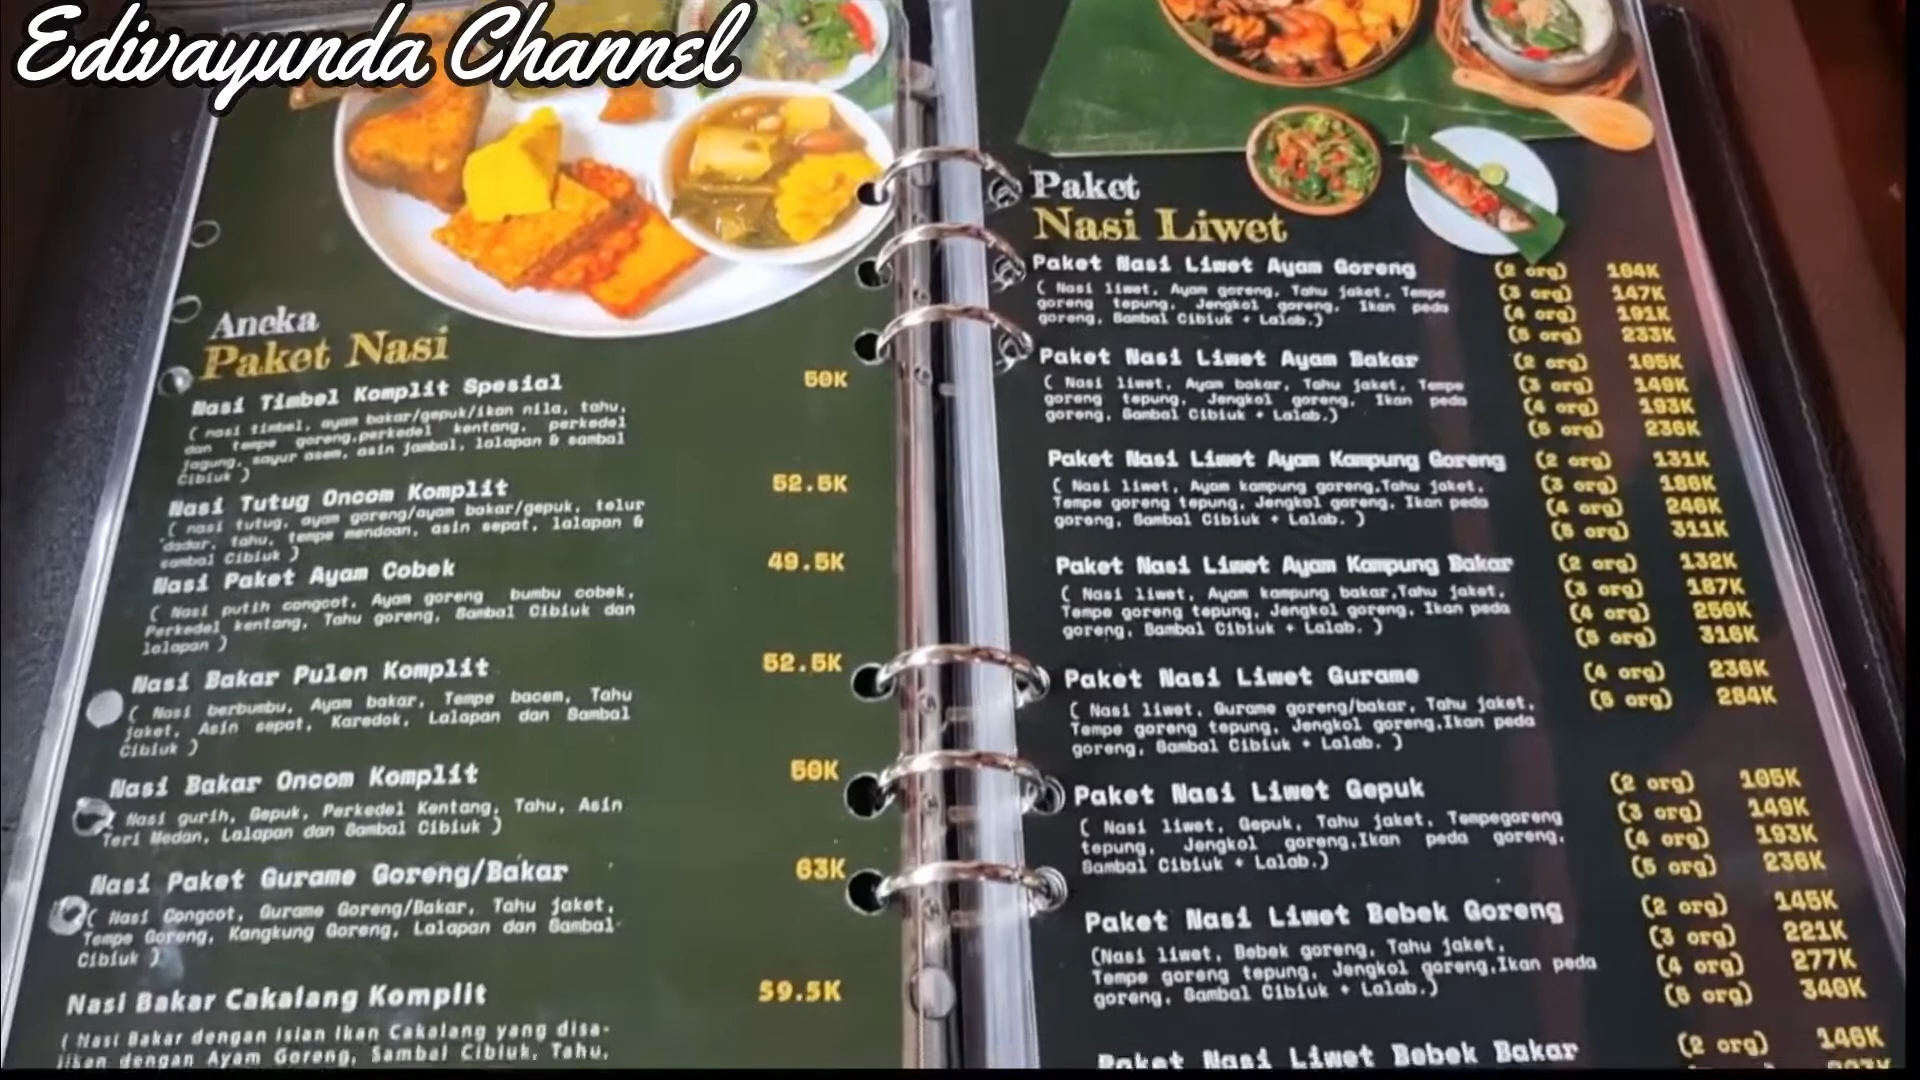 Edivayunda Channel
Aneka
Paket Nasi
Nasi Timbel Komplit Spesial 50K
( nasi timbel, ayam bakar/gepuk/ikan nila, tahu,
dan tempe goreng,perkedel kentang, perkedel
jagung, sayur asem, asin jambal, lalapan & sambal
Cibiuk )
Nasi Tutug Oncom Komplit 52.5K
( nasi tutug, ayam goreng/ayam bakar/gepuk, telur
dadar, tahu, tempe mendoan, asin sepat, lalapan &
sambal Cibiuk )
Nasi Paket Ayam Cobek 49.5K
( Nasi putih congcot, Ayam goreng bumbu cobek,
Perkedel kentang, Tahu goreng, Sambal Cibiuk dan
lalapan )
Nasi Bakar Pulen Komplit 52.5K
( Nasi berbumbu, Ayam bakar, Tempe bacem, Tahu
jaket, Asin sepat, Karedok, Lalapan dan Sambal
Cibiuk )
Nasi Bakar Oncom Komplit 50K
( Nasi gurih, Gepuk, Perkedel Kentang, Tahu, Asin
Teri Medan, Lalapan dan Sambal Cibiuk )
Nasi Paket Gurame Goreng/Bakar 63K
( Nasi Congcot, Gurame Goreng/Bakar, Tahu jaket,
Tempe Goreng, Kangkung Goreng, Lalapan dan Sambal
Cibiuk )
Nasi Bakar Cakalang Komplit 59.5K
( Nasi Bakar dengan isian Ikan Cakalang yang disa-
jikan dengan Ayam Goreng, Sambal Cibiuk, Tahu,
Paket
Nasi Liwet
Paket Nasi Liwet Ayam Goreng (2 org) 104K
( Nasi liwet, Ayam goreng, Tahu jaket, Tempe (3 org) 147K
goreng tepung, Jengkol goreng, Ikan peda (4 org) 191K
goreng, Sambal Cibiuk + Lalab.) (5 org) 233K
Paket Nasi Liwet Ayam Bakar (2 org) 105K
( Nasi liwet, Ayam bakar, Tahu jaket, Tempe (3 org) 149K
goreng tepung, Jengkol goreng, Ikan peda (4 org) 193K
goreng, Sambal Cibiuk + Lalab.) (5 org) 236K
Paket Nasi Liwet Ayam Kampung Goreng (2 org) 131K
( Nasi liwet, Ayam kampung goreng,Tahu jaket, (3 org) 186K
Tempe goreng tepung, Jengkol goreng, Ikan peda (4 org) 246K
goreng, Sambal Cibiuk + Lalab. ) (5 org) 311K
Paket Nasi Liwet Ayam Kampung Bakar (2 org) 132K
( Nasi liwet, Ayam kampung bakar,Tahu jaket, (3 org) 187K
Tempe goreng tepung, Jengkol goreng, Ikan peda (4 org) 250K
goreng, Sambal Cibiuk + Lalab. ) (5 org) 316K
Paket Nasi Liwet Gurame (4 org) 236K
( Nasi liwet, Gurame goreng/bakar, Tahu jaket, (5 org) 284K
Tempe goreng tepung, Jengkol goreng,Ikan peda
goreng, Sambal Cibiuk + Lalab. )
Paket Nasi Liwet Gepuk (2 org) 105K
( Nasi liwet, Gepuk, Tahu jaket, Tempegoreng (3 org) 149K
tepung, Jengkol goreng,Ikan peda goreng, (4 org) 193K
Sambal Cibiuk + Lalab.) (5 org) 236K
Paket Nasi Liwet Bebek Goreng (2 org) 145K
(Nasi liwet, Bebek goreng, Tahu jaket, (3 org) 221K
Tempe goreng tepung, Jengkol goreng,Ikan peda (4 org) 277K
goreng, Sambal Cibiuk + Lalab.) (5 org) 340K
Paket Nasi Liwet Bebek Bakar (2 org) 146K